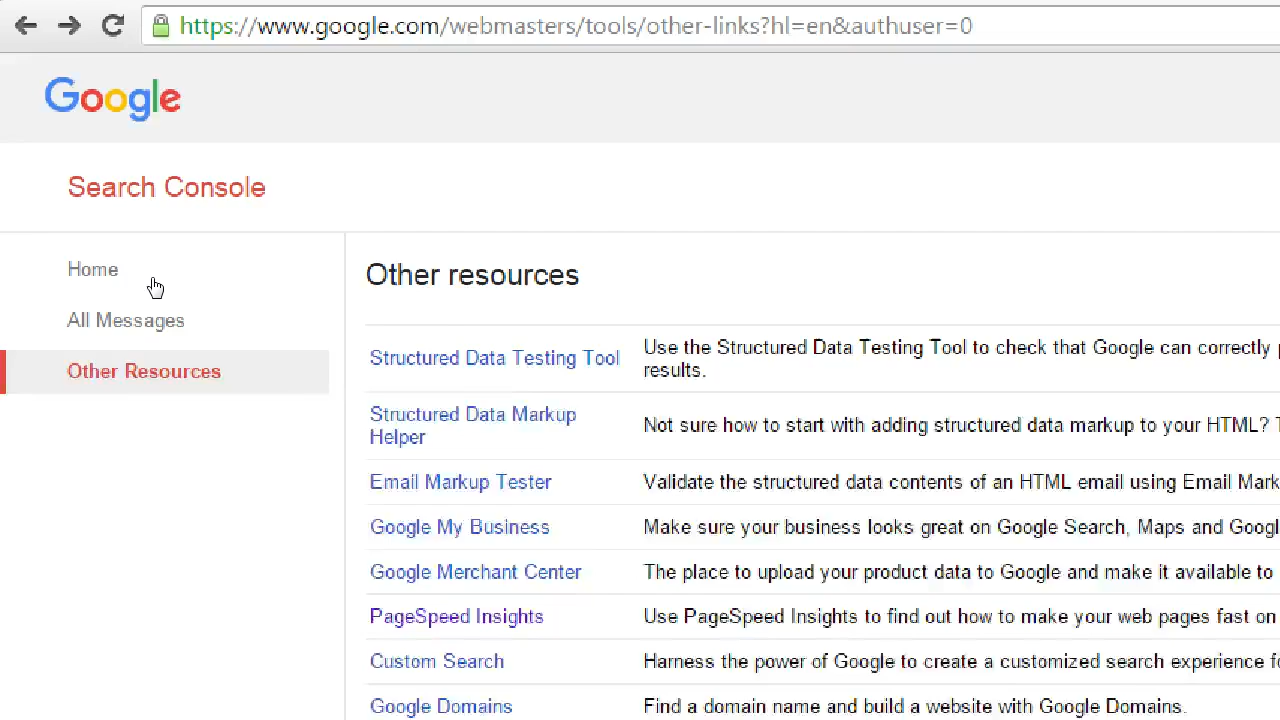 https://www.google.com/webmasters/tools/other-links?hl=en&authuser=0
Google
Search Console
Home
All Messages
Other Resources
Other resources
Structured Data Testing Tool
Use the Structured Data Testing Tool to check that Google can correctly
results.
Structured Data Markup
Helper
Not sure how to start with adding structured data markup to your HTML?
Email Markup Tester
Validate the structured data contents of an HTML email using Email Mark
Google My Business
Make sure your business looks great on Google Search, Maps and Googl
Google Merchant Center
The place to upload your product data to Google and make it available to
PageSpeed Insights
Use PageSpeed Insights to find out how to make your web pages fast on
Custom Search
Harness the power of Google to create a customized search experience fo
Google Domains
Find a domain name and build a website with Google Domains.